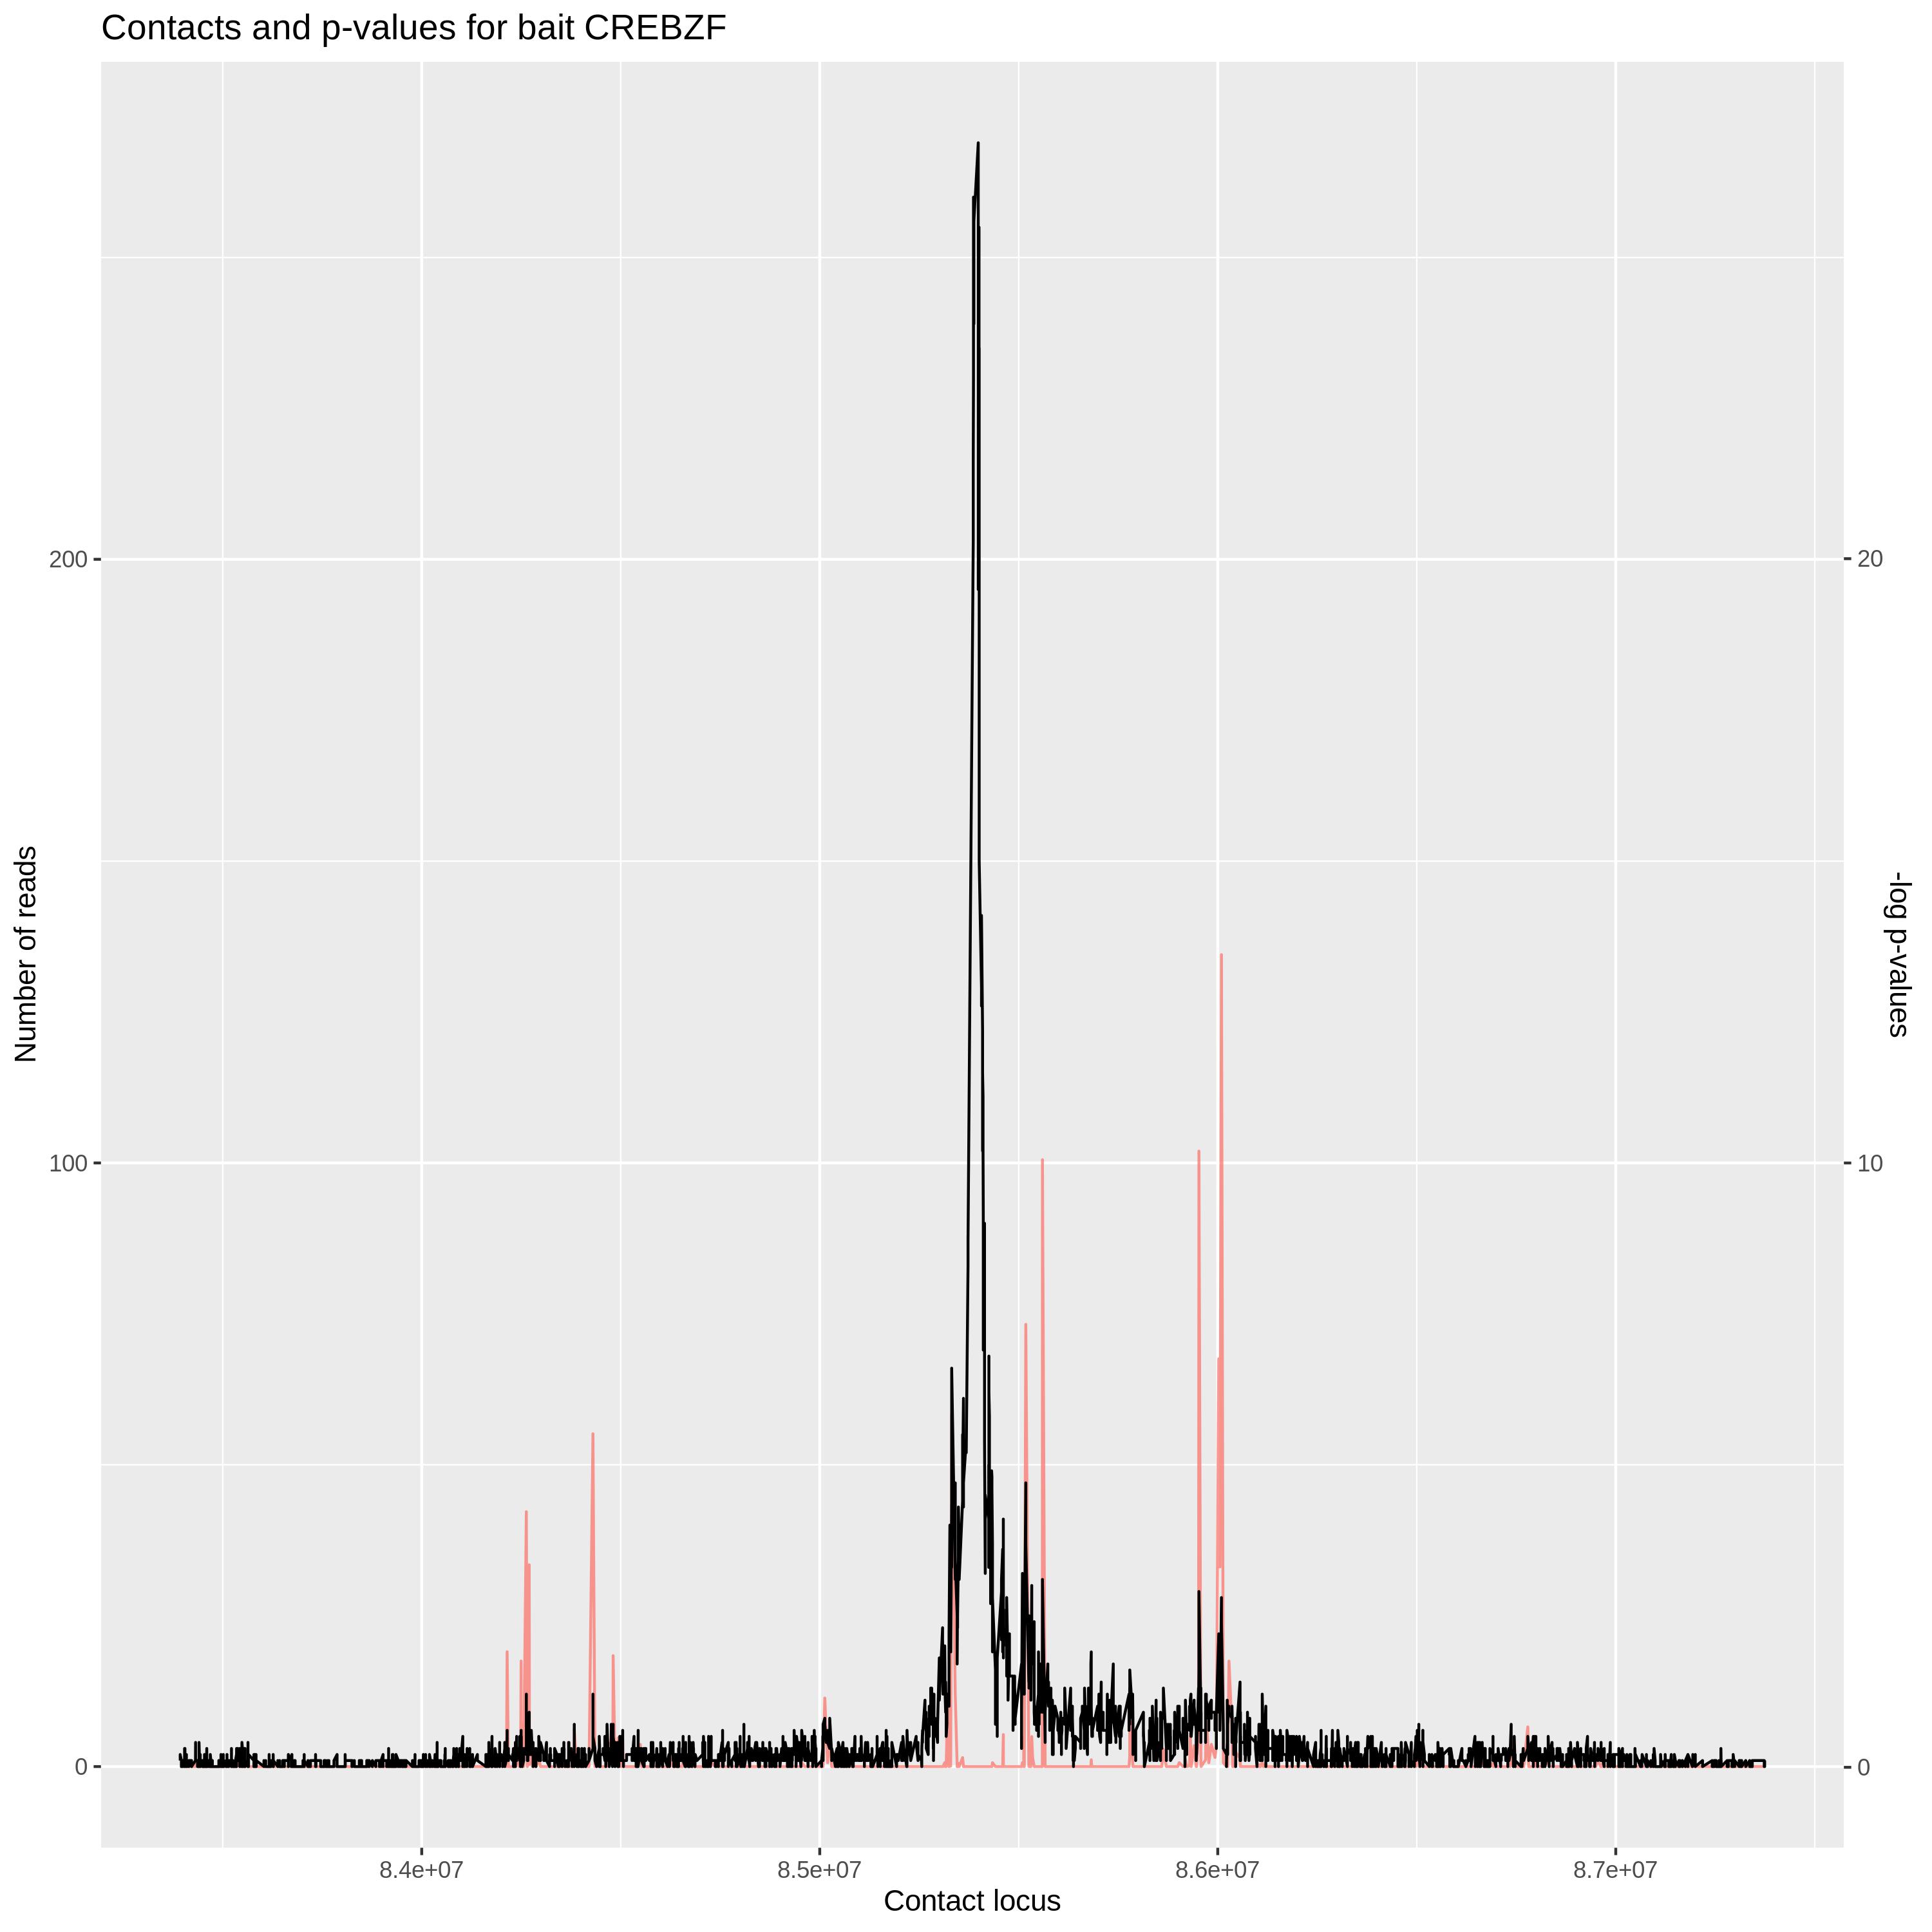 Contacts and p-values for bait CREBZF
Number of reads
200
100
0
20
10
0
-log p-values
8.4e+07
8.5e+07
8.6e+07
8.7e+07
Contact locus